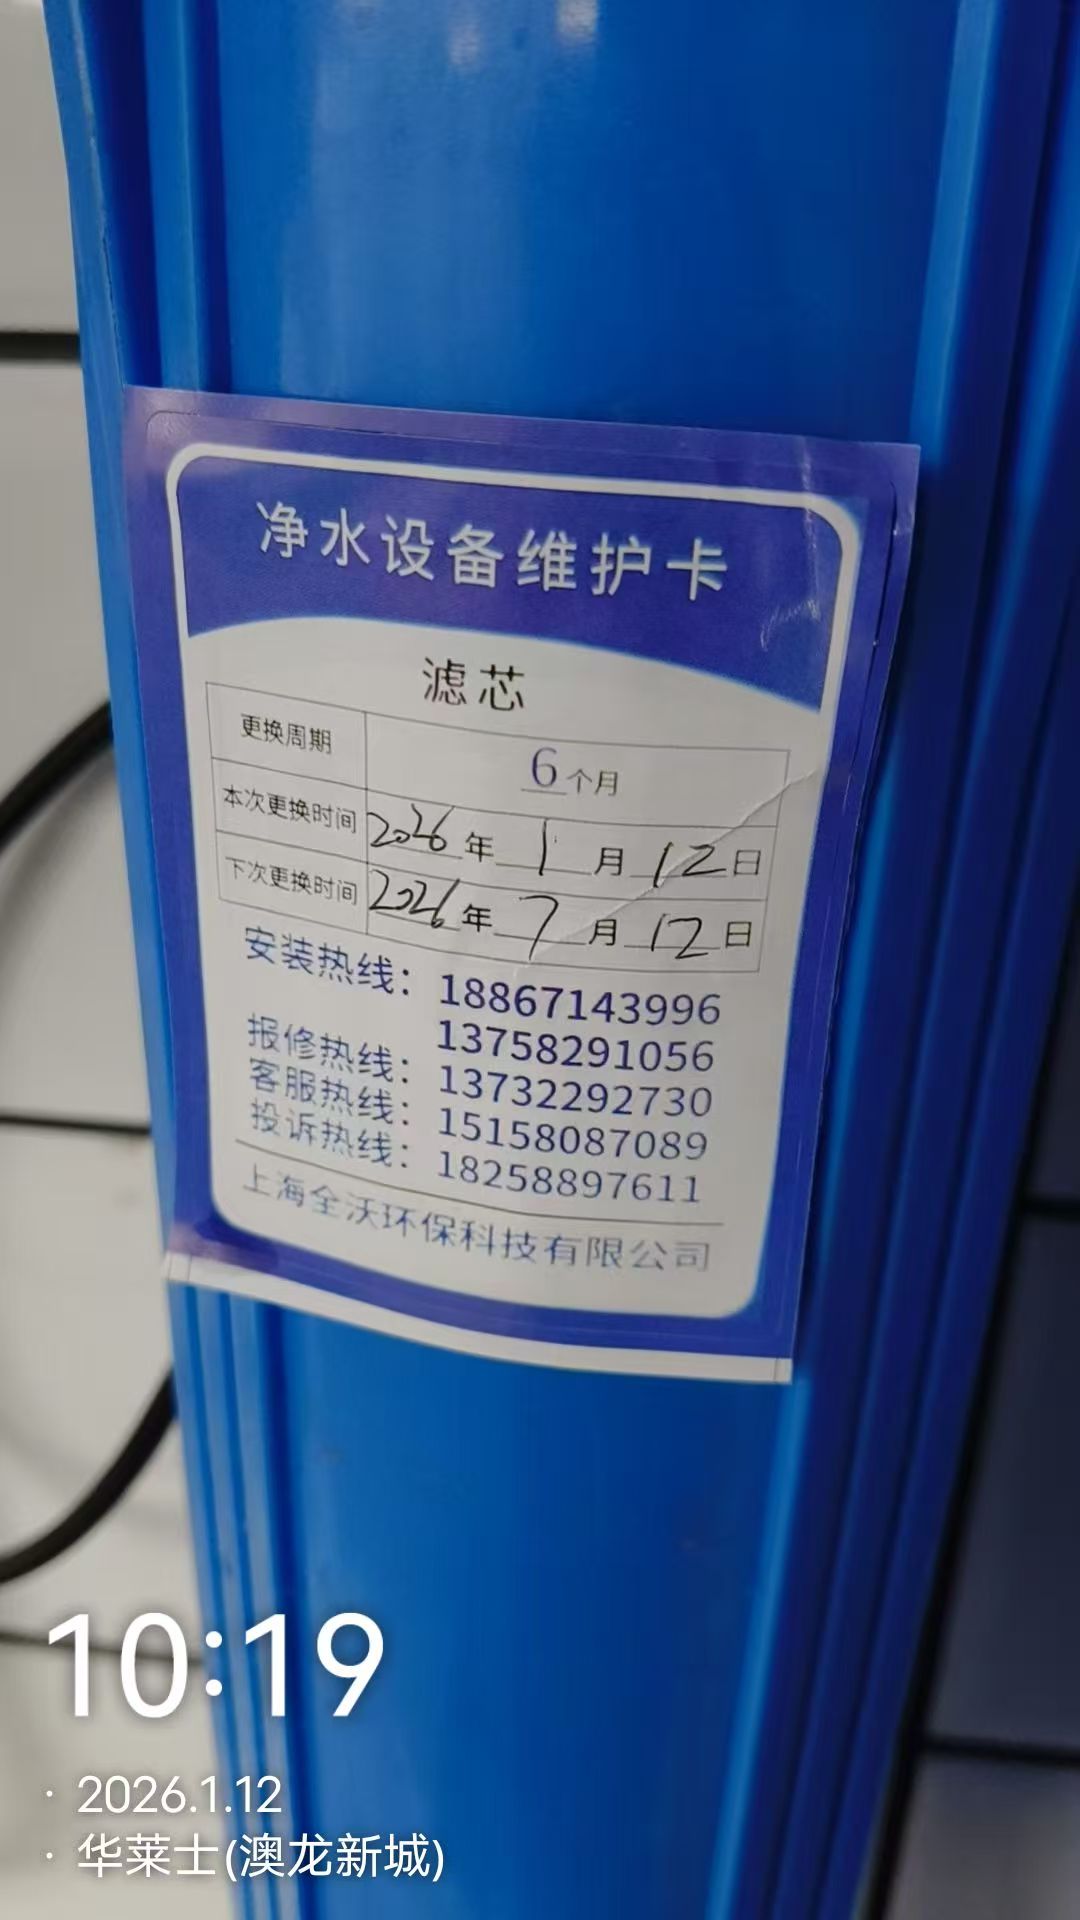 净水设备维护卡
滤芯
更换周期 6个月
本次更换时间 2026年1月12日
下次更换时间 2026年7月12日
安装热线：18867143996
13758291056
报修热线：13732292730
客服热线：15158087089
投诉热线：18258897611
上海全沃环保科技有限公司
10:19
· 2026.1.12
· 华莱士(澳龙新城)